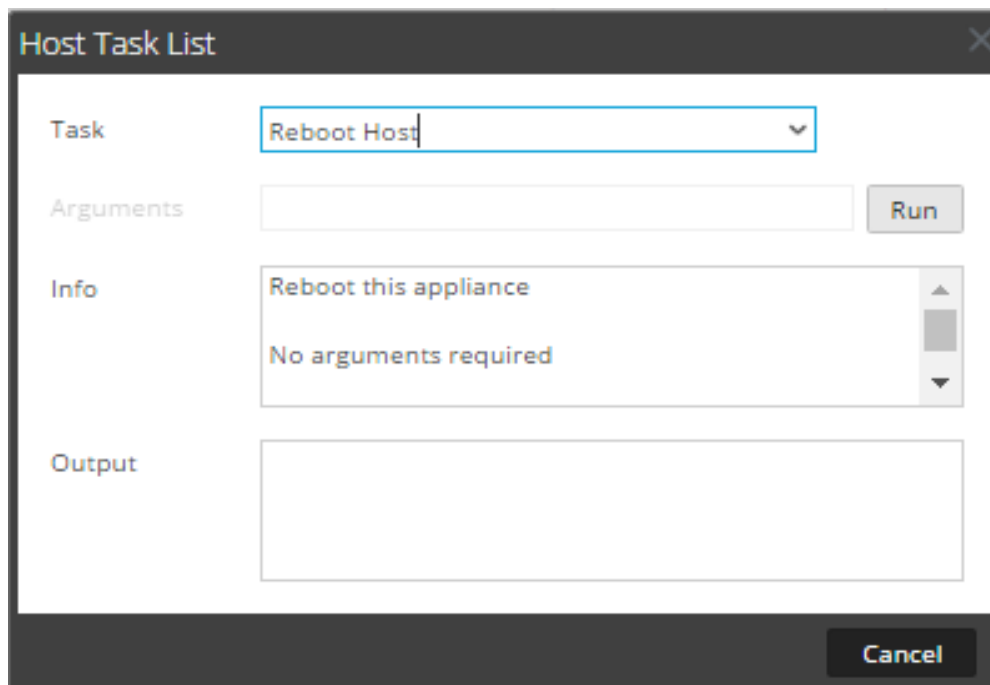 Host Task List
Task
Reboot Host
Arguments
Run
Info
Reboot this appliance
No arguments required
Output
Cancel